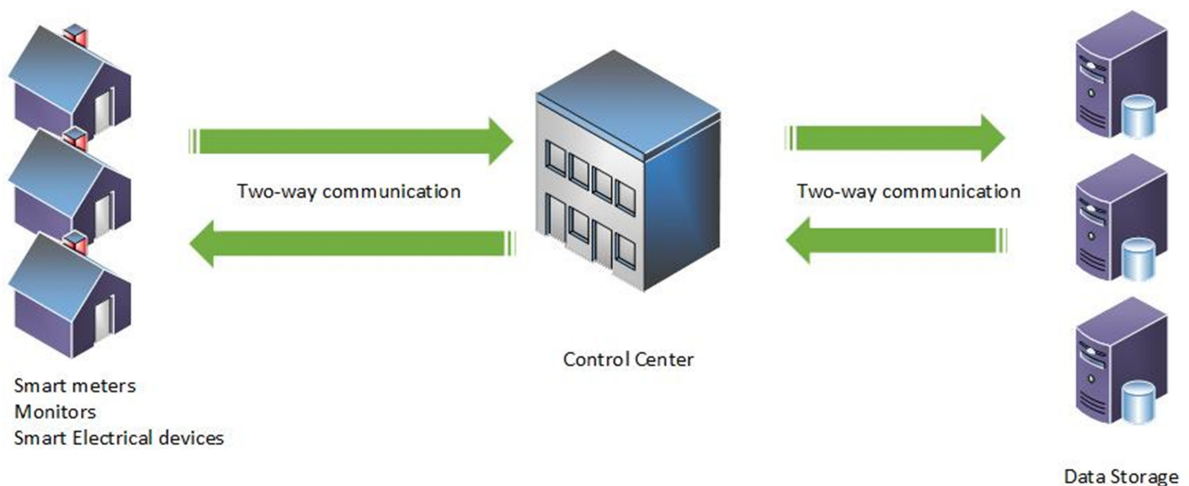 Two-way communication
Two-way communication
Control Center
Smart meters
Monitors
Smart Electrical devices
Data Storage